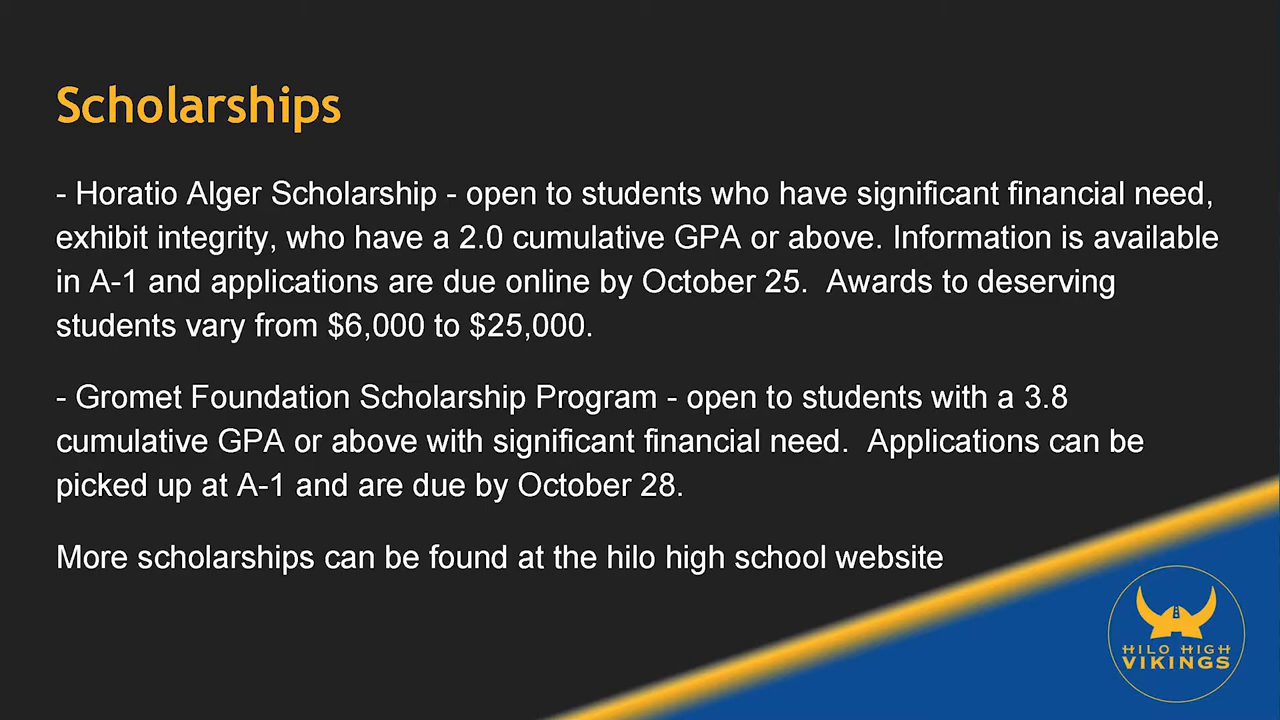 Scholarships
- Horatio Alger Scholarship - open to students who have significant financial need,
exhibit integrity, who have a 2.0 cumulative GPA or above. Information is available
in A-1 and applications are due online by October 25.  Awards to deserving
students vary from $6,000 to $25,000.
- Gromet Foundation Scholarship Program - open to students with a 3.8
cumulative GPA or above with significant financial need.  Applications can be
picked up at A-1 and are due by October 28.
More scholarships can be found at the hilo high school website
HILO HIGH
VIKINGS